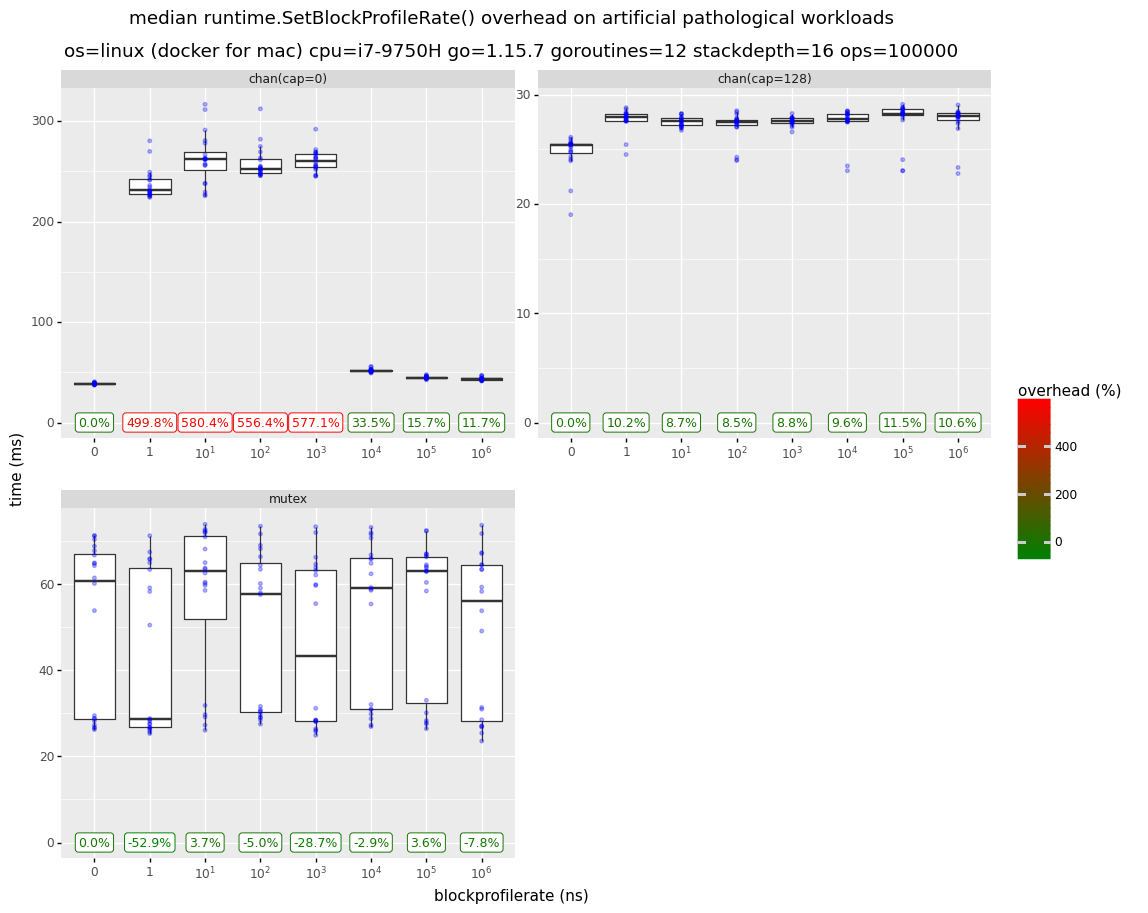 median runtime.SetBlockProfileRate() overhead on artificial pathological workloads
os=linux (docker for mac) cpu=i7-9750H go=1.15.7 goroutines=12 stackdepth=16 ops=100000
chan(cap=0)
300
200
100
0
0.0% 499.8% 580.4% 556.4% 577.1% 33.5% 15.7% 11.7%
0 1 10¹ 10² 10³ 10⁴ 10⁵ 10⁶
chan(cap=128)
30
20
10
0
0.0% 10.2% 8.7% 8.5% 8.8% 9.6% 11.5% 10.6%
0 1 10¹ 10² 10³ 10⁴ 10⁵ 10⁶
time (ms)
mutex
60
40
20
0
0.0% -52.9% 3.7% -5.0% -28.7% -2.9% 3.6% -7.8%
0 1 10¹ 10² 10³ 10⁴ 10⁵ 10⁶
blockprofilerate (ns)
overhead (%)
400
200
0